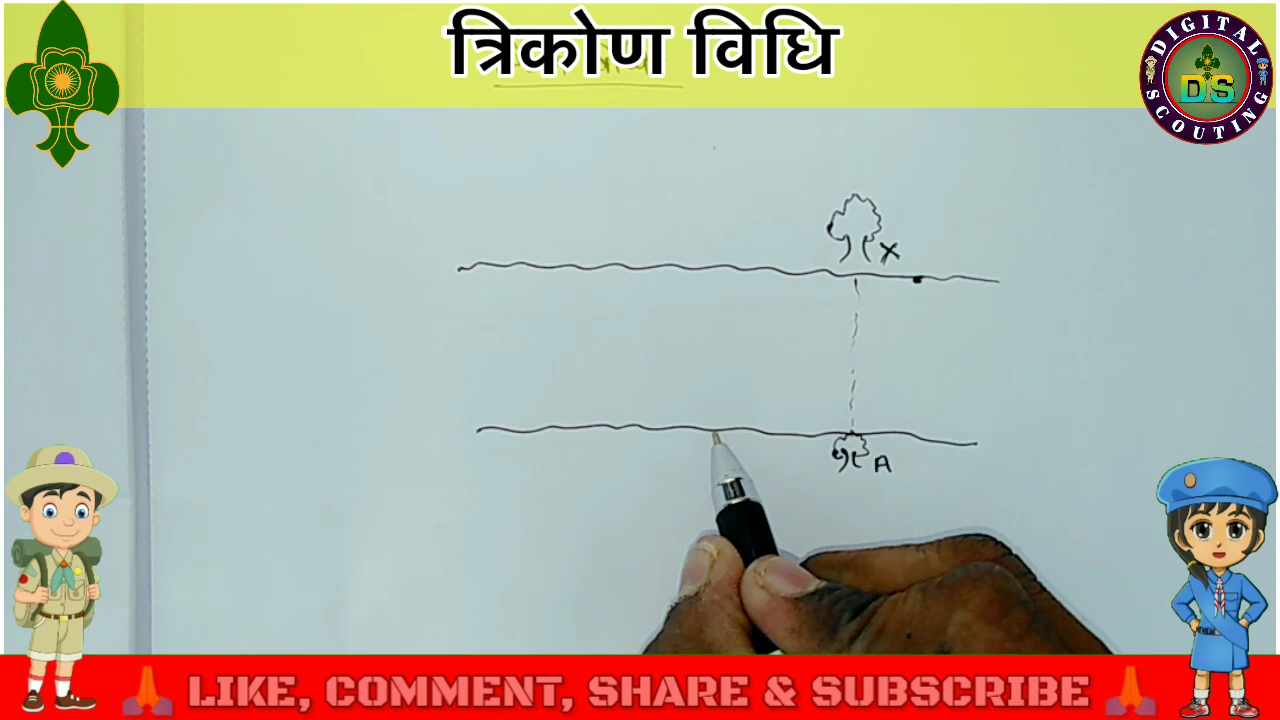 त्रिकोण विधि
DIGITAL
DS
SCOUTING
X
A
LIKE, COMMENT, SHARE & SUBSCRIBE